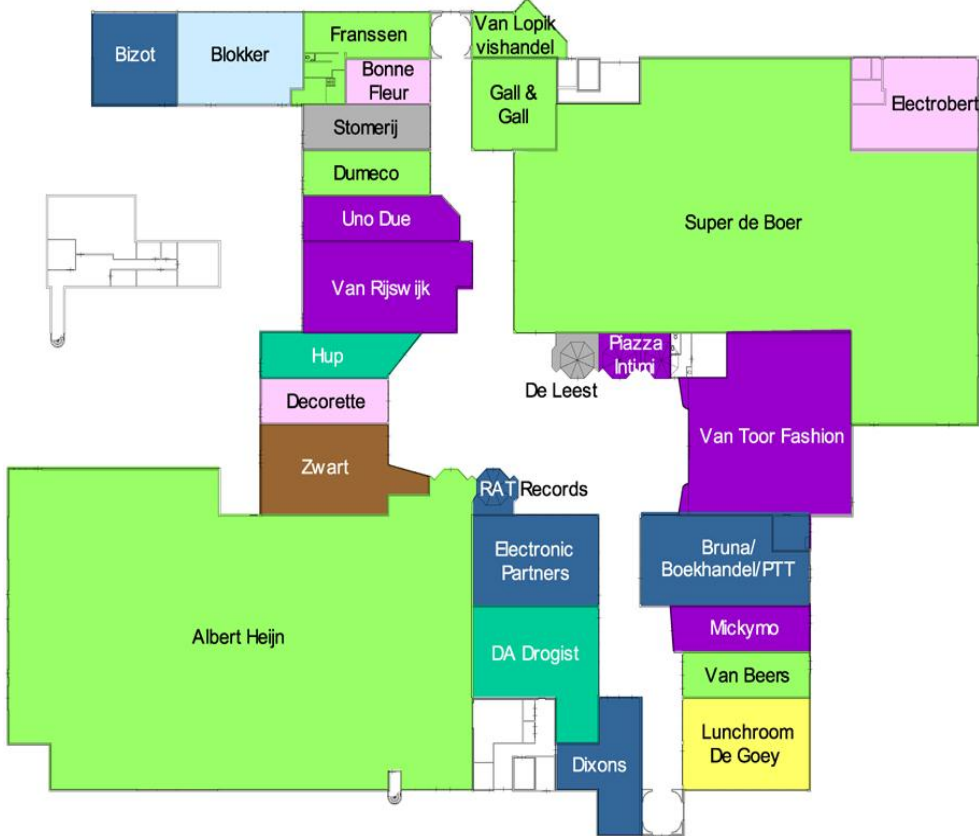 Bizot
Blokker
Franssen
Van Lopik
vishandel
Bonne
Fleur
Gall &
Gall
Electrobert
Stomerij
Dumeco
Uno Due
Super de Boer
Van Rijswijk
Hup
Piazza
Intimi
De Leest
Decorette
Van Toor Fashion
Zwart
RAT Records
Electronic
Partners
Bruna/
Boekhandel/PTT
Albert Heijn
Mickymo
DA Drogist
Van Beers
Lunchroom
De Goey
Dixons